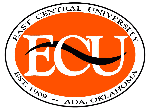 EAST CENTRAL UNIVERSITY
ECU
EST. 1909 -- ADA, OKLAHOMA